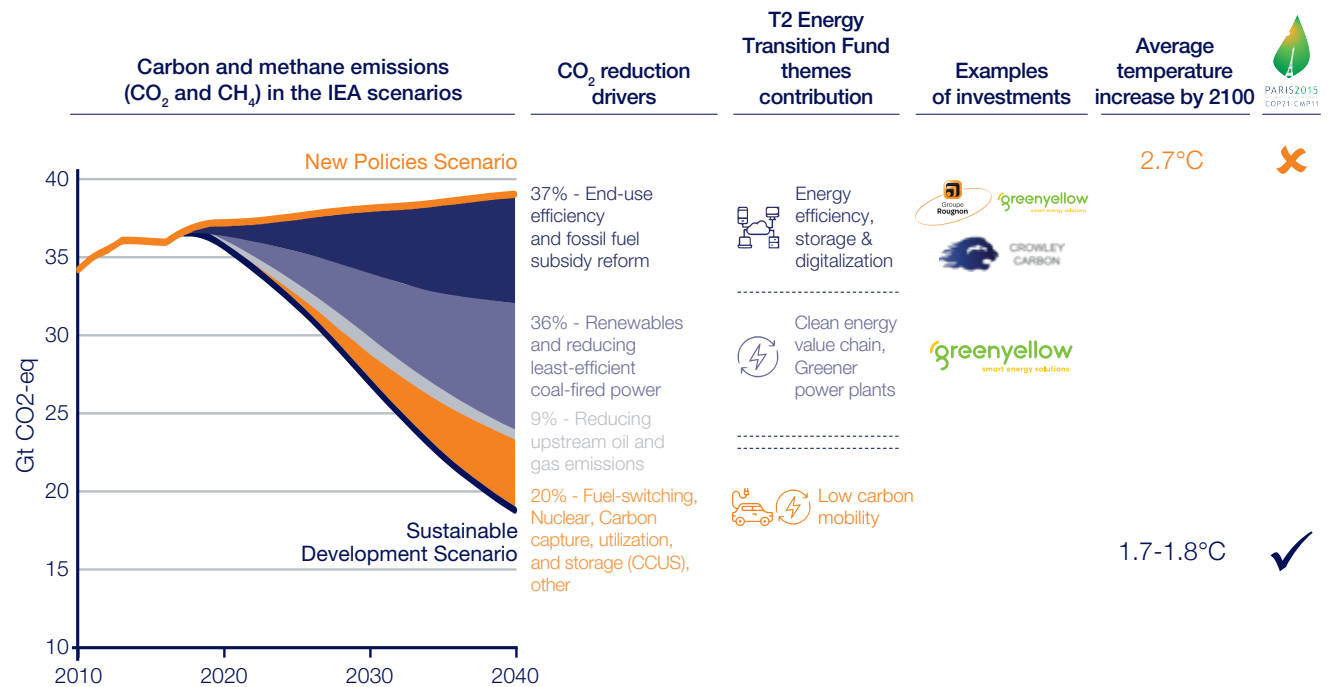 Carbon and methane emissions
(CO2 and CH4) in the IEA scenarios
CO2 reduction
drivers
T2 Energy
Transition Fund
themes
contribution
Examples
of investments
Average
temperature
increase by 2100
PARIS2015
COP21·CMP11
New Policies Scenario
2.7°C
Gt CO2-eq
40
35
30
25
20
15
10
2010
2020
2030
2040
Sustainable
Development Scenario
37% - End-use
efficiency
and fossil fuel
subsidy reform
Energy
efficiency,
storage &
digitalization
Groupe
Rougnon
greenyellow
smart energy solutions
CROWLEY
CARBON
36% - Renewables
and reducing
least-efficient
coal-fired power
Clean energy
value chain,
Greener
power plants
greenyellow
smart energy solutions
9% - Reducing
upstream oil and
gas emissions
20% - Fuel-switching,
Nuclear, Carbon
capture, utilization,
and storage (CCUS),
other
Low carbon
mobility
1.7-1.8°C